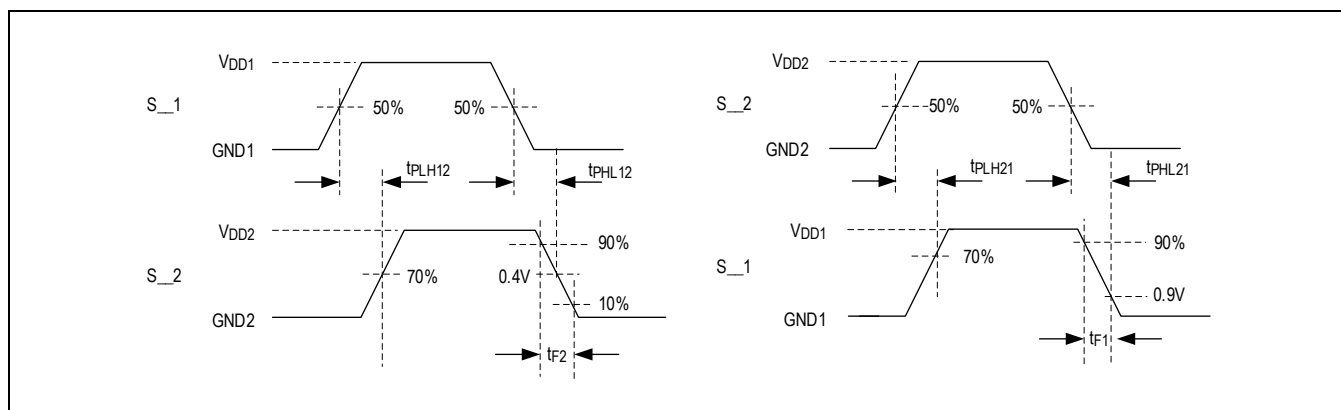 VDD1
S__1
50%
50%
GND1
tPLH12
tPHL12
VDD2
90%
S__2
70%
0.4V
10%
GND2
tF2
VDD2
S__2
50%
50%
GND2
tPLH21
tPHL21
VDD1
90%
S__1
70%
0.9V
GND1
tF1